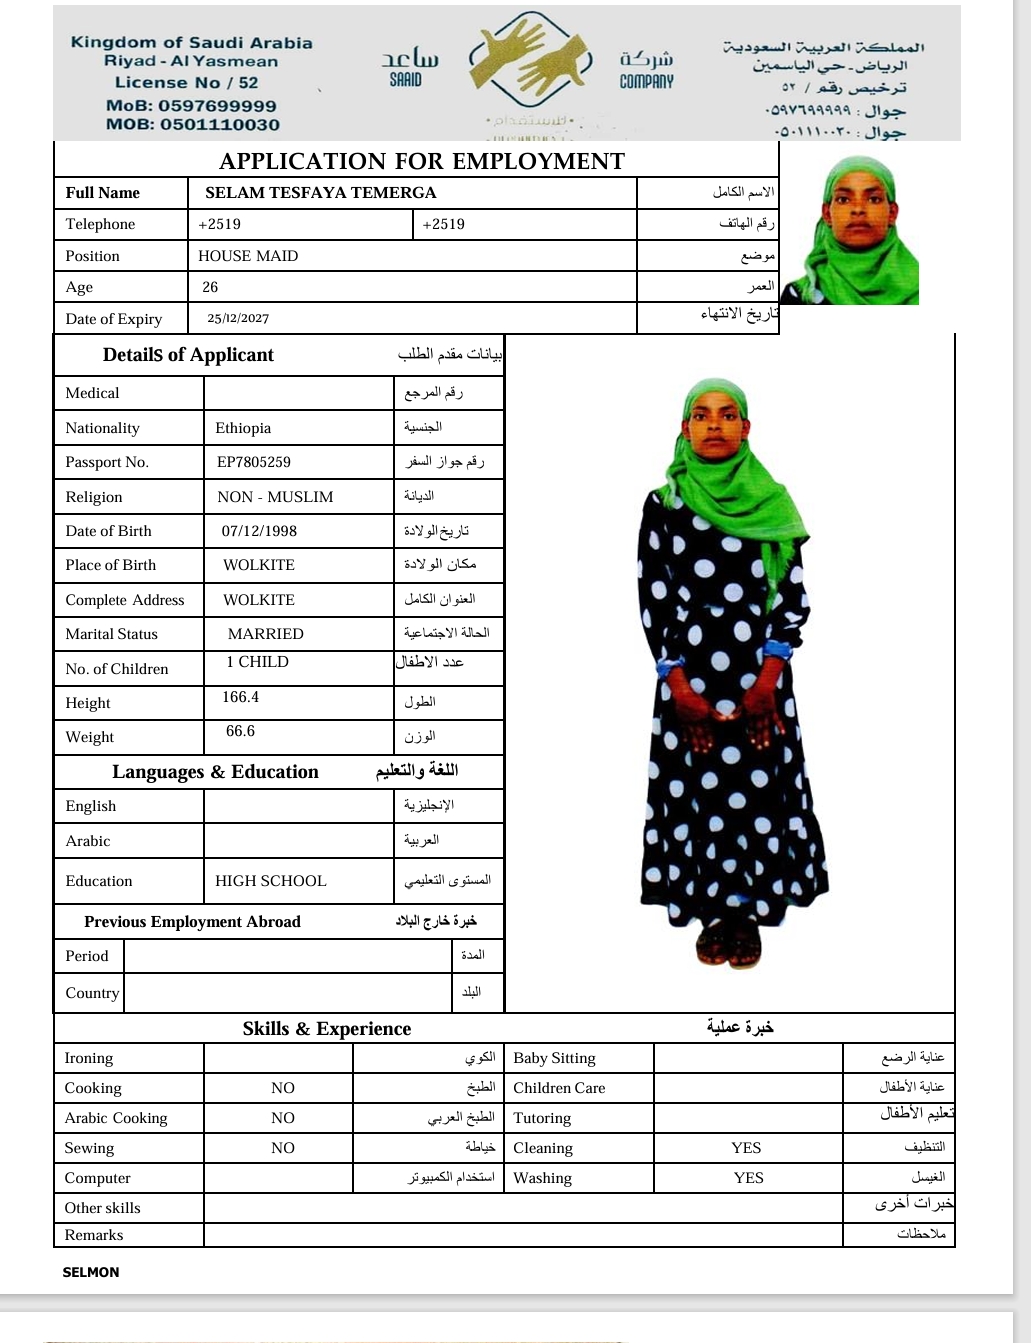 Kingdom of Saudi Arabia
Riyad - Al Yasmean
License No / 52
MoB: 0597699999
MOB: 0501110030
ساعد
SAAID
شركة
COMPANY
للاستقدام
المملكة العربية السعودية
الرياض - حي الياسمين
ترخيص رقم / ٥٢
جوال : ٠٥٩٧٦٩٩٩٩٩
جوال : ٠٥٠١١١٠٠٣٠
APPLICATION FOR EMPLOYMENT
Full Name SELAM TESFAYA TEMERGA الاسم الكامل
Telephone +2519 +2519 رقم الهاتف
Position HOUSE MAID موضع
Age 26 العمر
Date of Expiry 25/12/2027 تاريخ الانتهاء
Details of Applicant بيانات مقدم الطلب
Medical رقم المرجع
Nationality Ethiopia الجنسية
Passport No. EP7805259 رقم جواز السفر
Religion NON - MUSLIM الديانة
Date of Birth 07/12/1998 تاريخ الولادة
Place of Birth WOLKITE مكان الولادة
Complete Address WOLKITE العنوان الكامل
Marital Status MARRIED الحالة الاجتماعية
No. of Children 1 CHILD عدد الاطفال
Height 166.4 الطول
Weight 66.6 الوزن
Languages & Education اللغة والتعليم
English الإنجليزية
Arabic العربية
Education HIGH SCHOOL المستوى التعليمي
Previous Employment Abroad خبرة خارج البلاد
Period المدة
Country البلد
Skills & Experience خبرة عملية
Ironing الكوي Baby Sitting عناية الرضع
Cooking NO الطبخ Children Care عناية الأطفال
Arabic Cooking NO الطبخ العربي Tutoring تعليم الأطفال
Sewing NO خياطة Cleaning YES التنظيف
Computer استخدام الكمبيوتر Washing YES الغيسل
Other skills خبرات أخرى
Remarks ملاحظات
SELMON